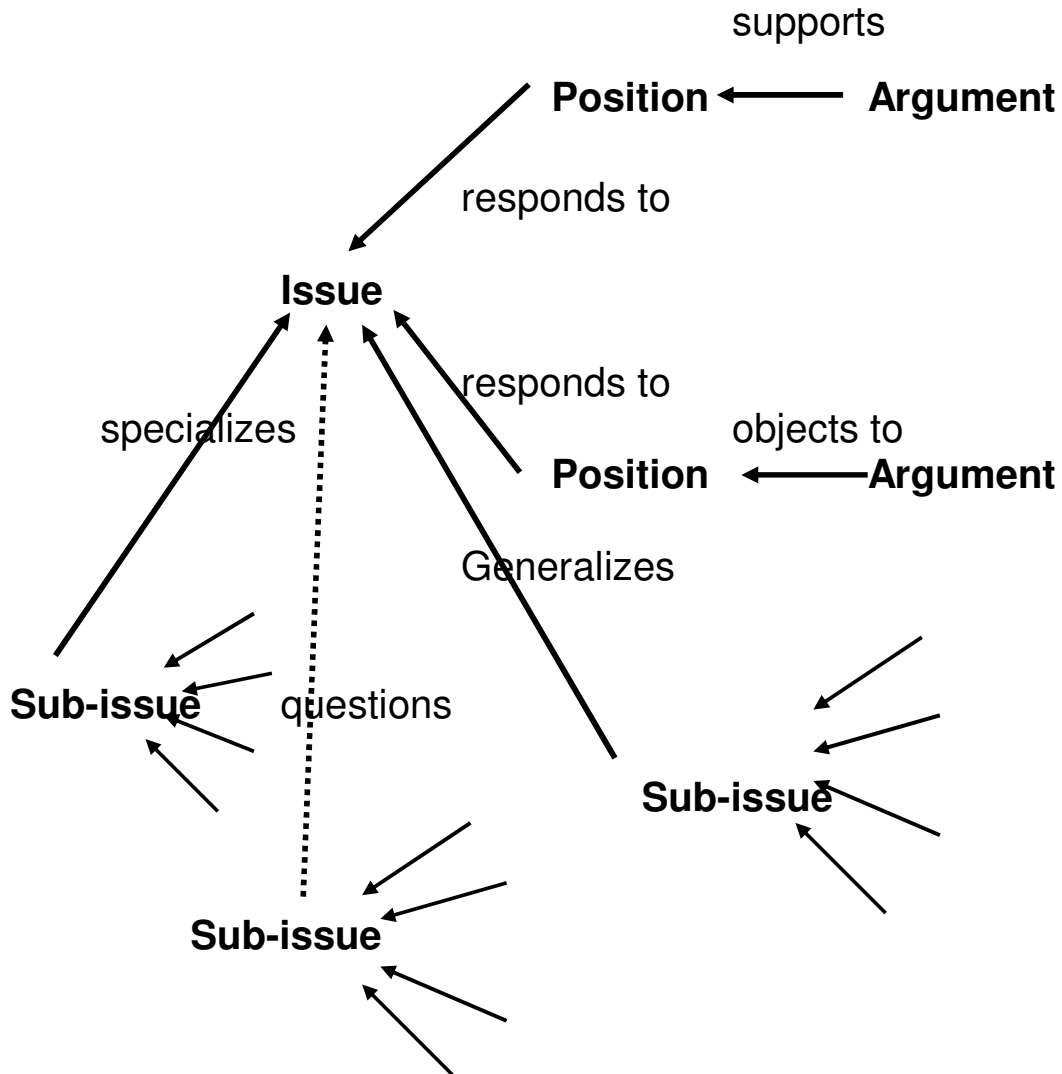 supports
Position
Argument
responds to
Issue
responds to
specializes
objects to
Position
Argument
Generalizes
Sub-issue
questions
Sub-issue
Sub-issue